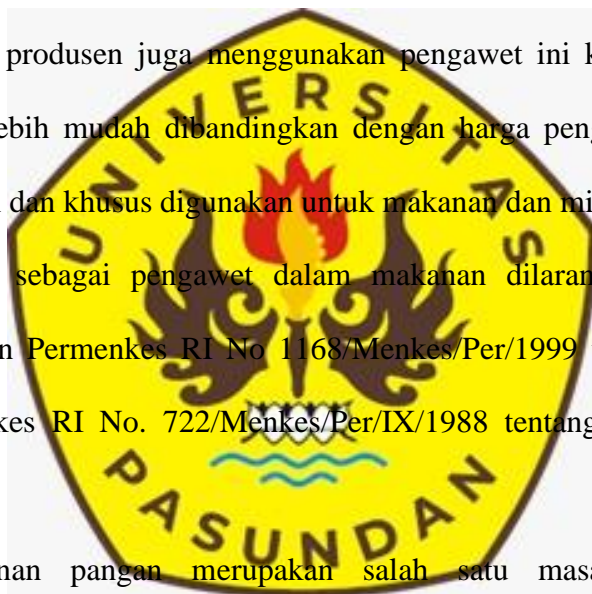 produsen juga menggunakan pengawet ini k
ebih mudah dibandingkan dengan harga peng
dan khusus digunakan untuk makanan dan mi
sebagai pengawet dalam makanan dilaran
n Permenkes RI No 1168/Menkes/Per/1999
kes RI No. 722/Menkes/Per/IX/1988 tentang
nan pangan merupakan salah satu masa
UNIVERSITAS
PASUNDAN